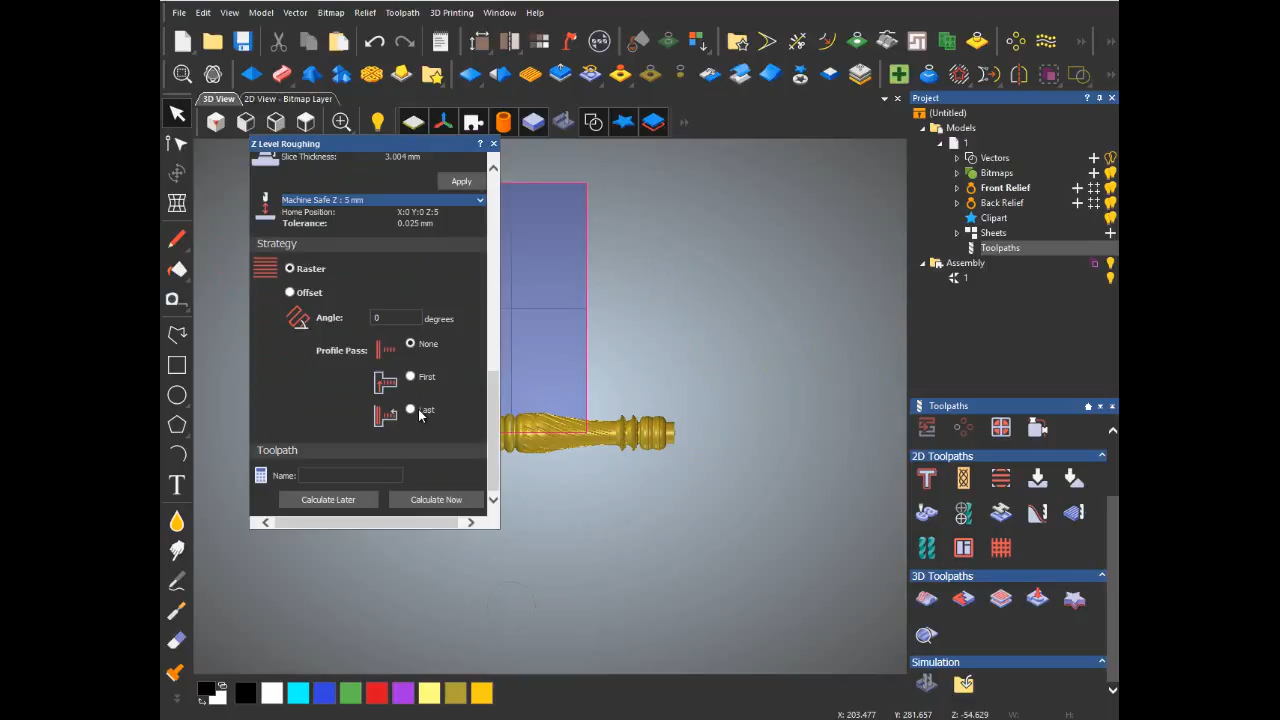 File Edit View Model Vector Bitmap Relief Toolpath 3D Printing Window Help
3D View 2D View - Bitmap Layer
Z Level Roughing
Slice Thickness: 3.004 mm
Apply
Machine Safe Z : 5 mm
Home Position: X:0 Y:0 Z:5
Tolerance: 0.025 mm
Strategy
Raster
Offset
Angle: 0 degrees
Profile Pass: None
First
Last
Toolpath
Name:
Calculate Later Calculate Now
Project
(Untitled)
Models
1
Vectors
Bitmaps
Front Relief
Back Relief
Clipart
Sheets
Toolpaths
Assembly
1
Toolpaths
2D Toolpaths
3D Toolpaths
Simulation
X: 203.477 Y: 281.657 Z: -54.629 W: H: